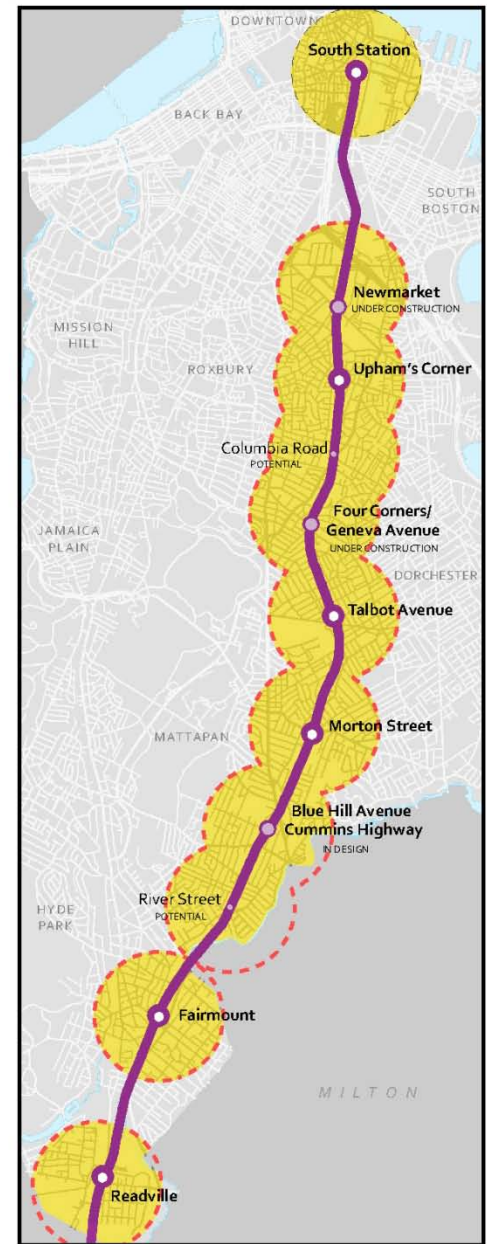 DOWNTOWN
South Station
BACK BAY
SOUTH
BOSTON
Newmarket
UNDER CONSTRUCTION
MISSION
HILL
ROXBURY
Upham's Corner
Columbia Road
POTENTIAL
Four Corners/
Geneva Avenue
UNDER CONSTRUCTION
JAMAICA
PLAIN
DORCHESTER
Talbot Avenue
MATTAPAN
Morton Street
Blue Hill Avenue
Cummins Highway
IN DESIGN
River Street
POTENTIAL
HYDE
PARK
Fairmount
MILTON
Readville